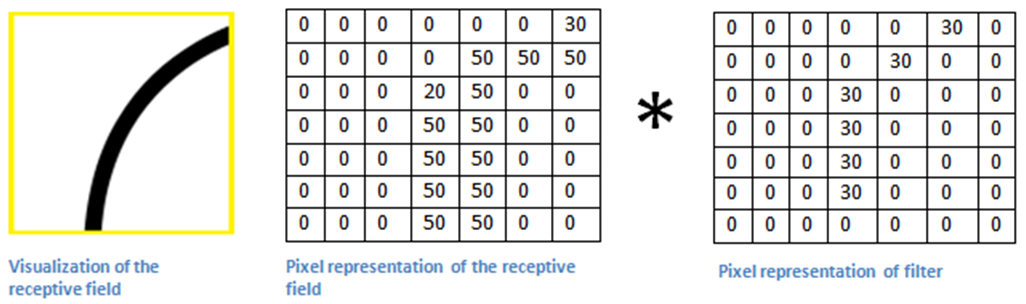 0 0 0 0 0 0 30
0 0 0 0 50 50 50
0 0 0 20 50 0 0
0 0 0 50 50 0 0
0 0 0 50 50 0 0
0 0 0 50 50 0 0
0 0 0 50 50 0 0
*
0 0 0 0 0 30 0
0 0 0 0 30 0 0
0 0 0 30 0 0 0
0 0 0 30 0 0 0
0 0 0 30 0 0 0
0 0 0 30 0 0 0
0 0 0 0 0 0 0
Visualization of the
receptive field
Pixel representation of the receptive
field
Pixel representation of filter